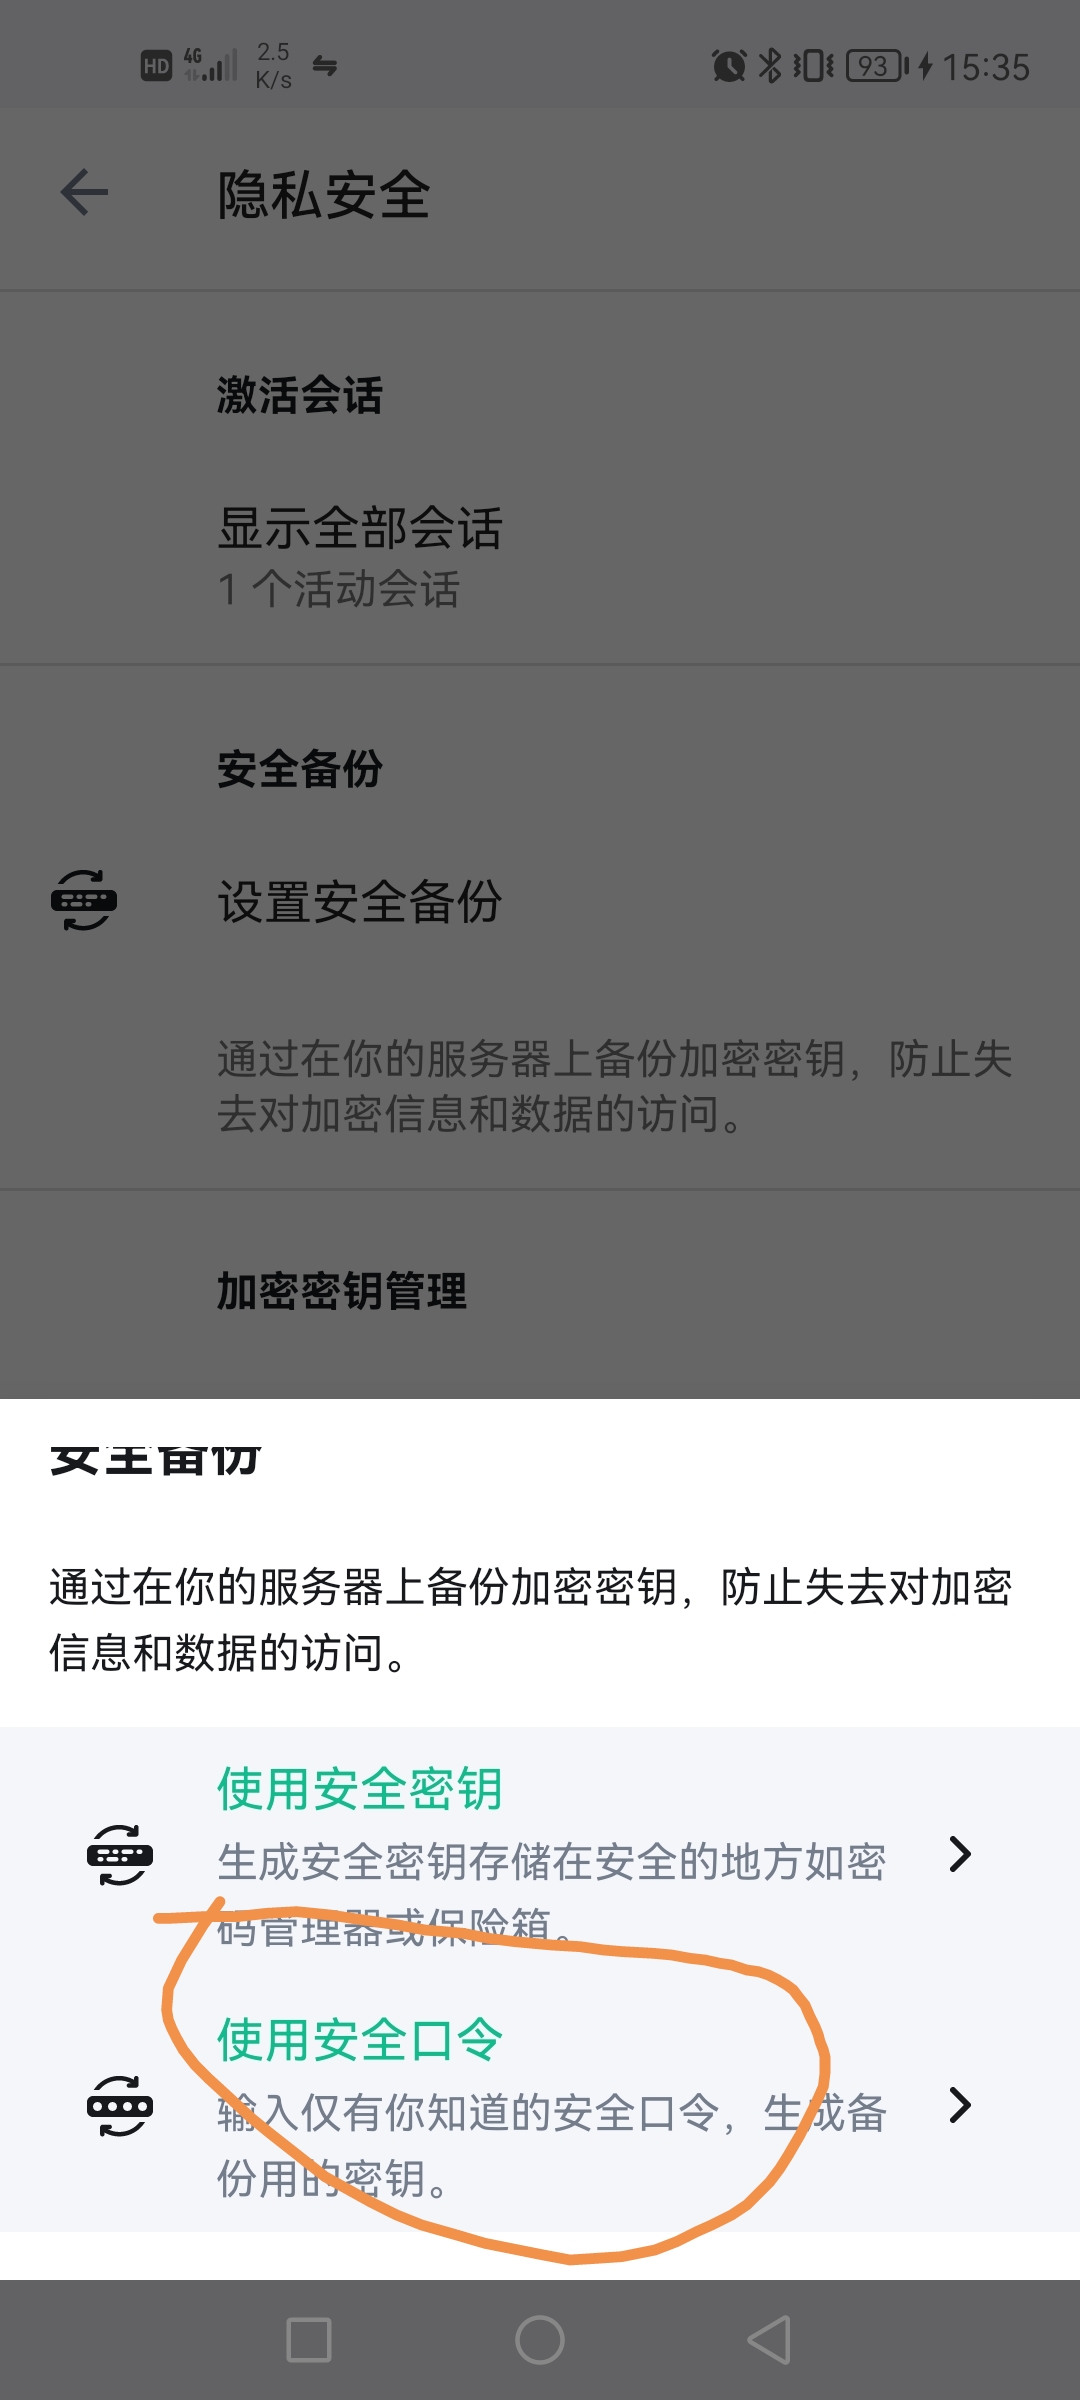 HD 4G 2.5 K/s 93 15:35
隐私安全
激活会话
显示全部会话
1 个活动会话
安全备份
设置安全备份
通过在你的服务器上备份加密密钥，防止失
去对加密信息和数据的访问。
加密密钥管理
安全备份
通过在你的服务器上备份加密密钥，防止失去对加密
信息和数据的访问。
使用安全密钥
生成安全密钥存储在安全的地方如密
码管理器或保险箱。
使用安全口令
输入仅有你知道的安全口令，生成备
份用的密钥。